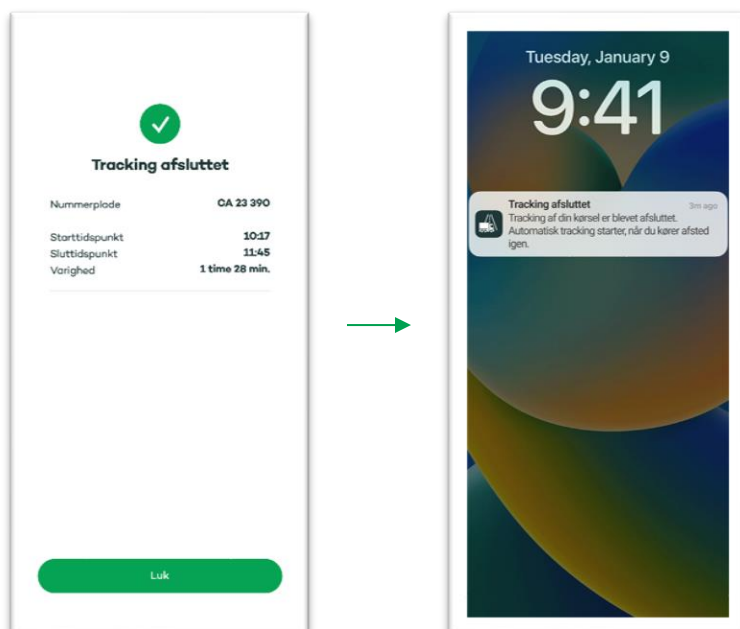 Tracking afsluttet
Nummerplade CA 23 390
Starttidspunkt 10:17
Sluttidspunkt 11:45
Varighed 1 time 28 min.
Luk
Tuesday, January 9
9:41
Tracking afsluttet 3m ago
Tracking af din kørsel er blevet afsluttet.
Automatisk tracking starter, når du kører afsted
igen.